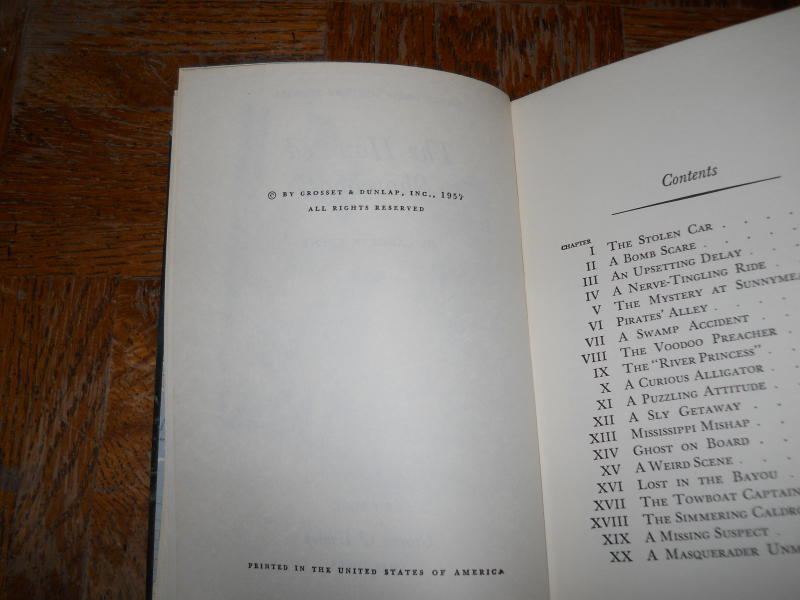 © BY GROSSET & DUNLAP, INC., 1957
ALL RIGHTS RESERVED
PRINTED IN THE UNITED STATES OF AMERICA
Contents
CHAPTER
I THE STOLEN CAR . . . .
II A BOMB SCARE . . . .
III AN UPSETTING DELAY . .
IV A NERVE-TINGLING RIDE .
V THE MYSTERY AT SUNNYMEA
VI PIRATES' ALLEY . . . .
VII A SWAMP ACCIDENT . .
VIII THE VOODOO PREACHER .
IX THE "RIVER PRINCESS" . .
X A CURIOUS ALLIGATOR . .
XI A PUZZLING ATTITUDE . .
XII A SLY GETAWAY . . .
XIII MISSISSIPPI MISHAP . .
XIV GHOST ON BOARD . .
XV A WEIRD SCENE . . .
XVI LOST IN THE BAYOU . .
XVII THE TOWBOAT CAPTAIN
XVIII THE SIMMERING CALDRO
XIX A MISSING SUSPECT .
XX A MASQUERADER UNM